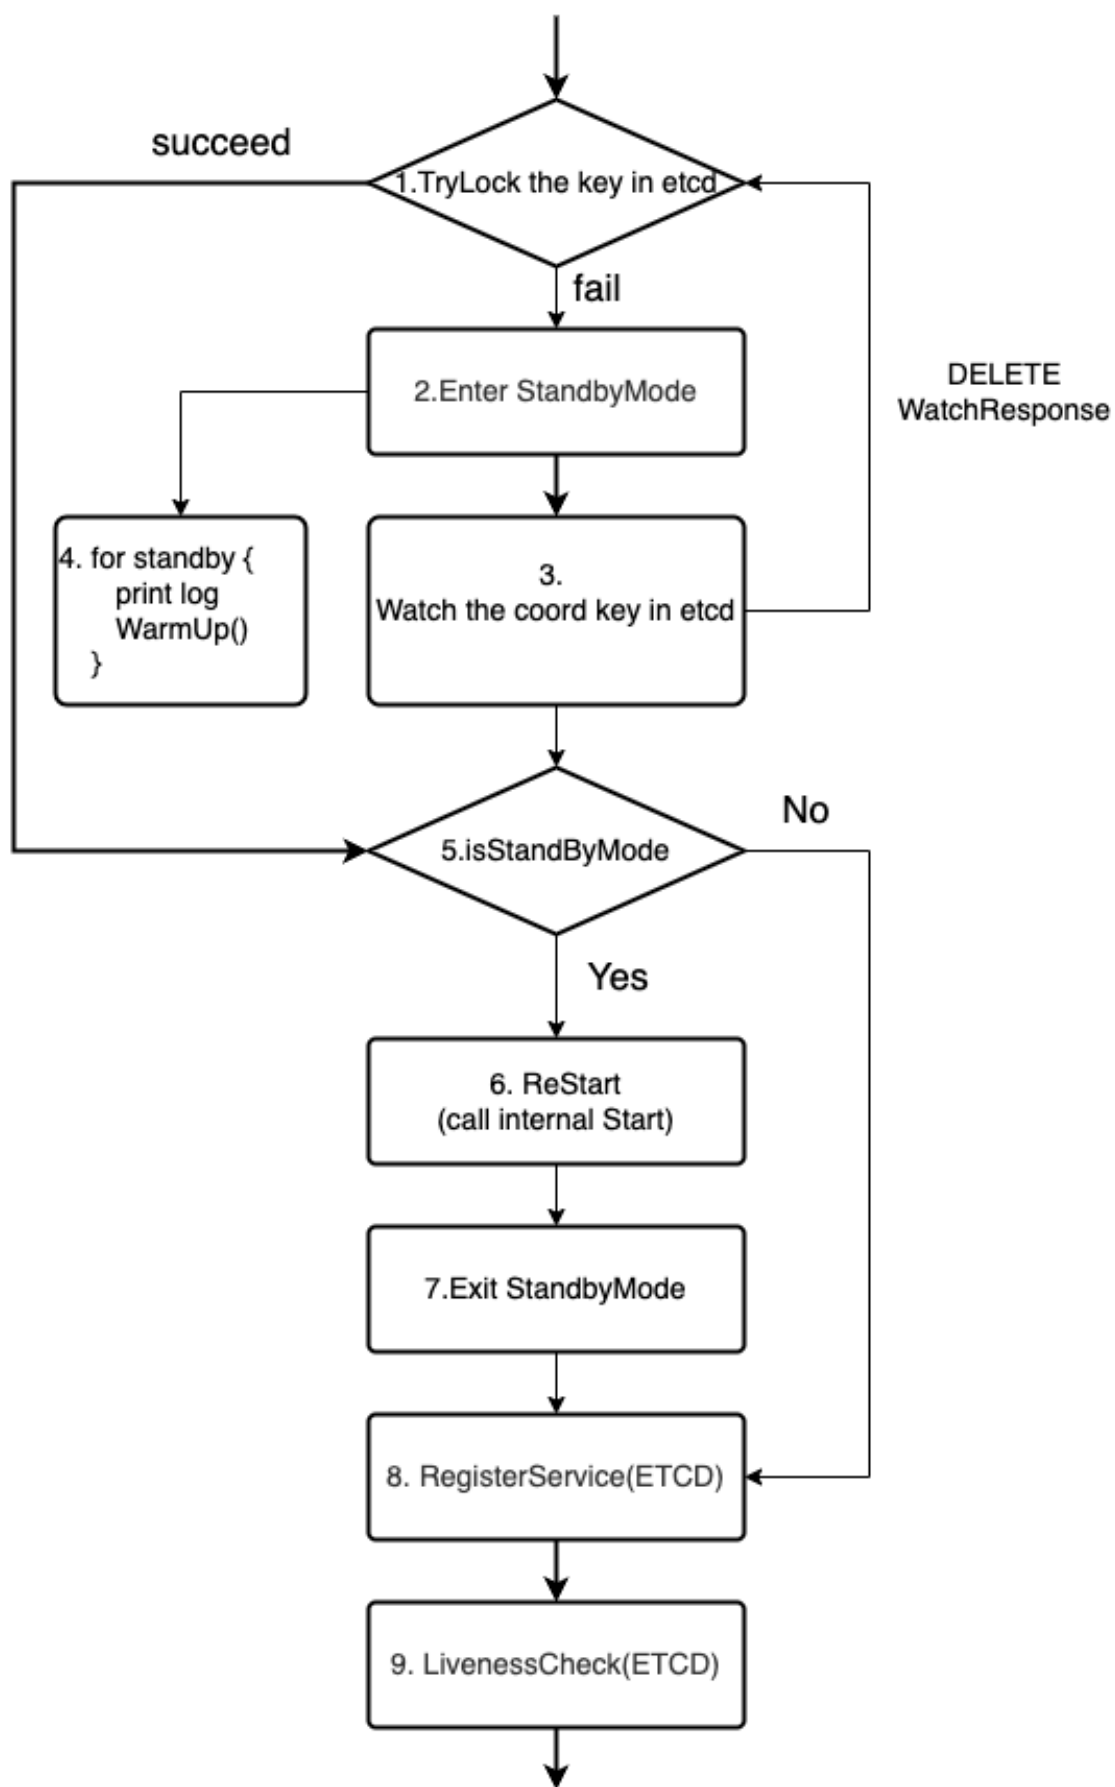 succeed
1.TryLock the key in etcd
fail
2.Enter StandbyMode
DELETE
WatchResponse
4. for standby {
print log
WarmUp()
}
3.
Watch the coord key in etcd
No
5.isStandByMode
Yes
6. ReStart
(call internal Start)
7.Exit StandbyMode
8. RegisterService(ETCD)
9. LivenessCheck(ETCD)